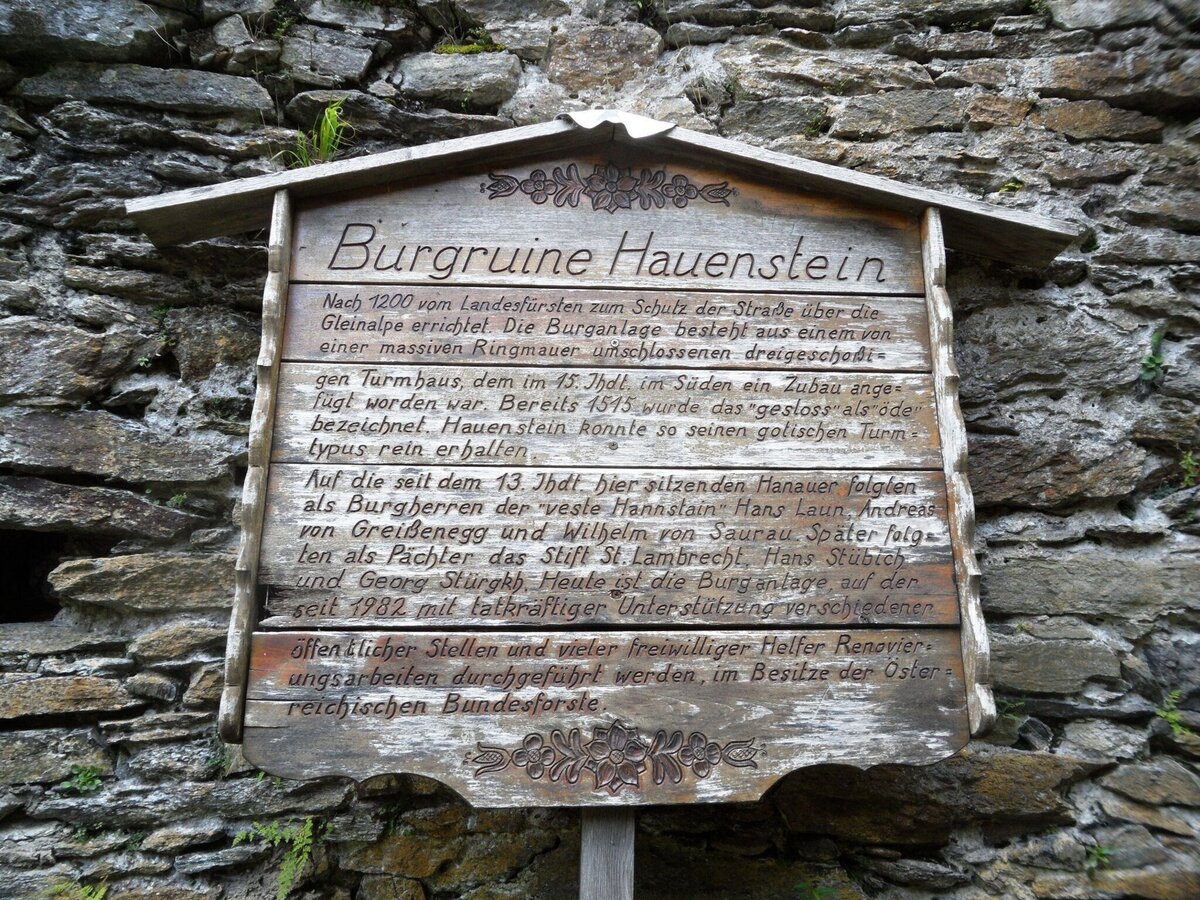 Burgruine Hauenstein
Nach 1200 vom Landesfürsten zum Schutz der Straße über die
Gleinalpe errichtet. Die Burganlage besteht aus einem von
einer massiven Ringmauer umschlossenen dreigeschoßi=
gen Turmhaus, dem im 15. Jhdt. im Süden ein Zubau ange=
fügt worden war. Bereits 1515 wurde das "gesloss" als "öde"
bezeichnet. Hauenstein konnte so seinen gotischen Turm=
typus rein erhalten.
Auf die seit dem 13. Jhdt. hier sitzenden Hanauer folgten
als Burgherren der "veste Hannstain" Hans Laun, Andreas
von Greißenegg und Wilhelm von Saurau. Später folg=
ten als Pächter das Stift St. Lambrecht, Hans Stübich
und Georg Stürgkh. Heute ist die Burganlage, auf der
seit 1982 mit tatkräftiger Unterstützung verschiedener
öffentlicher Stellen und vieler freiwilliger Helfer Renovier=
ungsarbeiten durchgeführt werden, im Besitze der Öster=
reichischen Bundesforste.